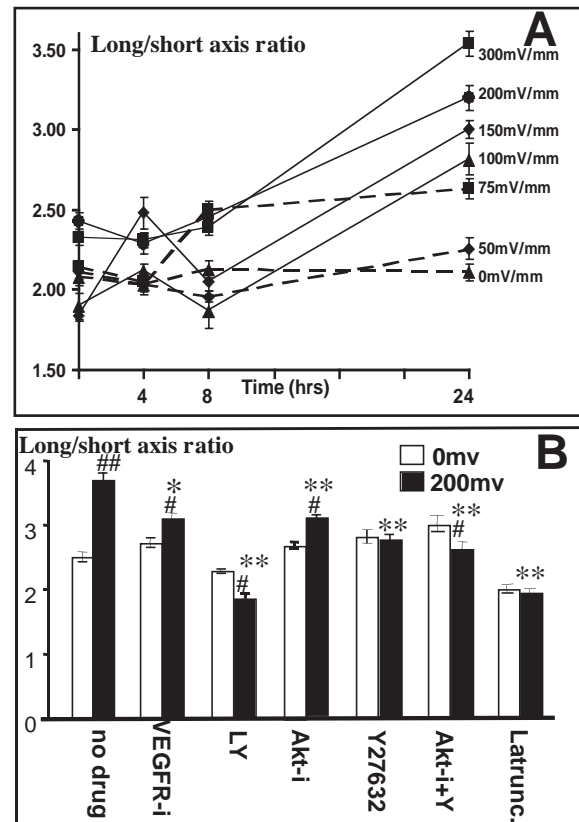 A
Long/short axis ratio
3.50
300mV/mm
200mV/mm
3.00
150mV/mm
100mV/mm
75mV/mm
2.50
50mV/mm
2.00
0mV/mm
1.50
Time (hrs)
4 8 24
B
Long/short axis ratio
0mv
200mv
4
##
*
#
**
#
**
#
**
**
#
**
3
2
1
0
no drug
VEGFR-i
LY
Akt-i
Y27632
Akt-i+Y
Latrunc.